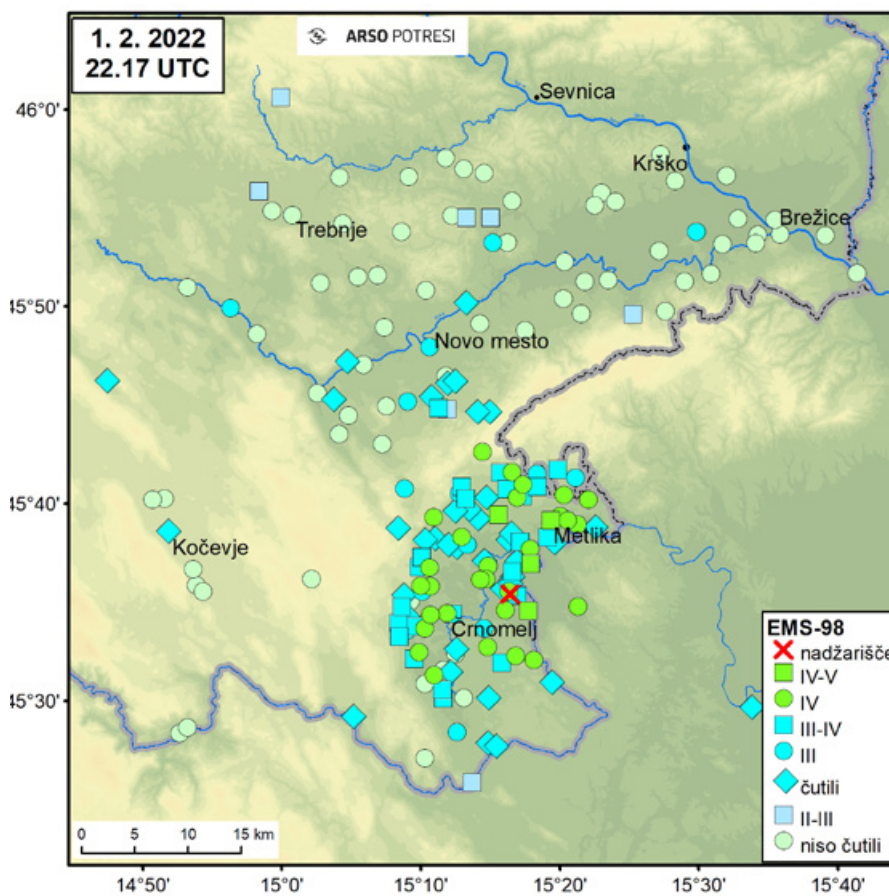 1. 2. 2022
22.17 UTC
ARSO POTRESI
46°0'
45°50'
45°40'
45°30'
Sevnica
Krško
Brežice
Trebnje
Novo mesto
Kočevje
Metlika
Črnomelj
EMS-98
nadžarišče
IV-V
IV
III-IV
III
čutili
II-III
niso čutili
0 5 10 15 km
14°50' 15°0' 15°10' 15°20' 15°30' 15°40'